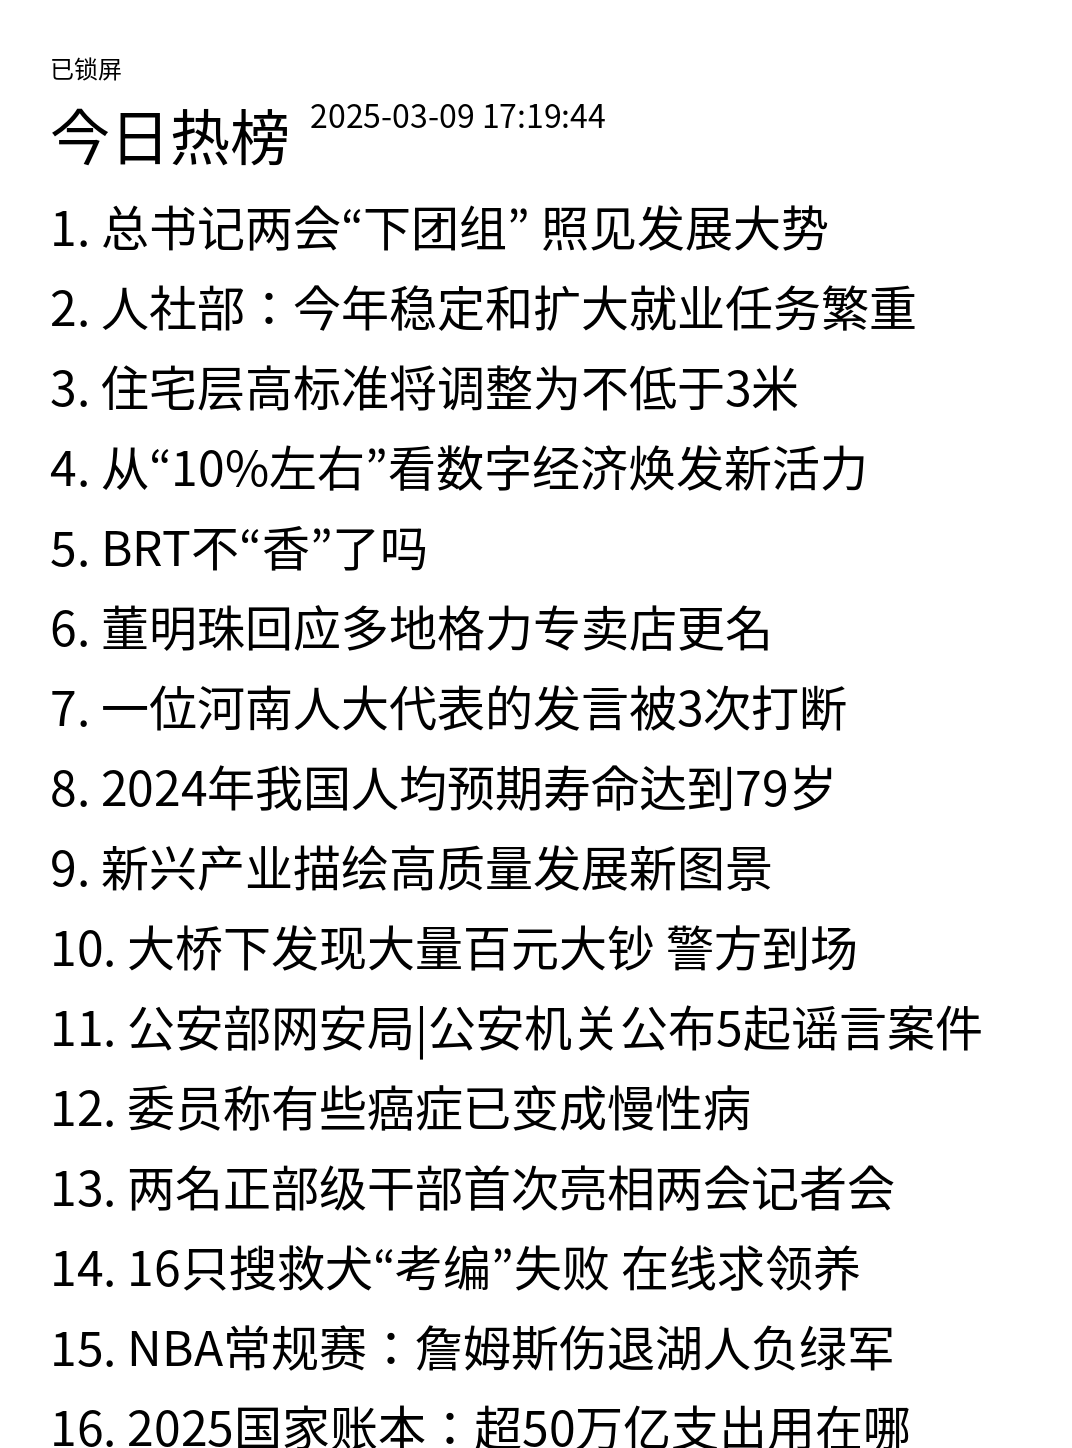 已锁屏
今日热榜 2025-03-09 17:19:44
1. 总书记两会“下团组” 照见发展大势
2. 人社部：今年稳定和扩大就业任务繁重
3. 住宅层高标准将调整为不低于3米
4. 从“10%左右”看数字经济焕发新活力
5. BRT不“香”了吗
6. 董明珠回应多地格力专卖店更名
7. 一位河南人大代表的发言被3次打断
8. 2024年我国人均预期寿命达到79岁
9. 新兴产业描绘高质量发展新图景
10. 大桥下发现大量百元大钞 警方到场
11. 公安部网安局|公安机关公布5起谣言案件
12. 委员称有些癌症已变成慢性病
13. 两名正部级干部首次亮相两会记者会
14. 16只搜救犬“考编”失败 在线求领养
15. NBA常规赛：詹姆斯伤退湖人负绿军
16. 2025国家账本：超50万亿支出用在哪